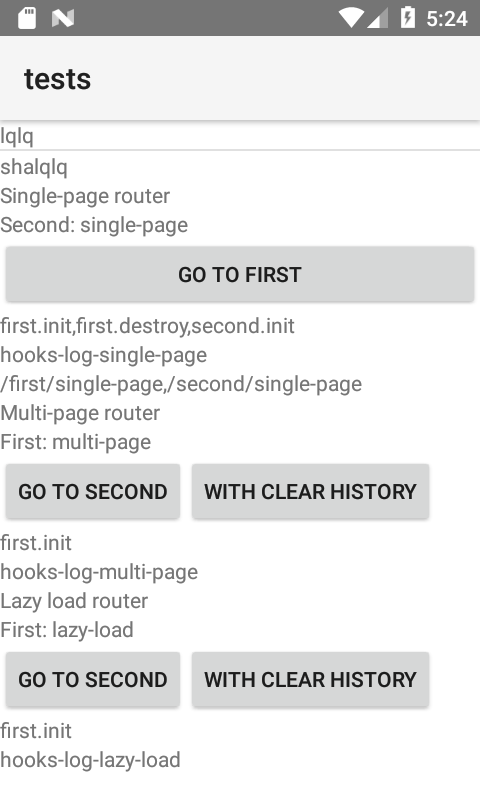 5:24
tests
lqlq
shalqlq
Single-page router
Second: single-page
GO TO FIRST
first.init,first.destroy,second.init
hooks-log-single-page
/first/single-page,/second/single-page
Multi-page router
First: multi-page
GO TO SECOND WITH CLEAR HISTORY
first.init
hooks-log-multi-page
Lazy load router
First: lazy-load
GO TO SECOND WITH CLEAR HISTORY
first.init
hooks-log-lazy-load